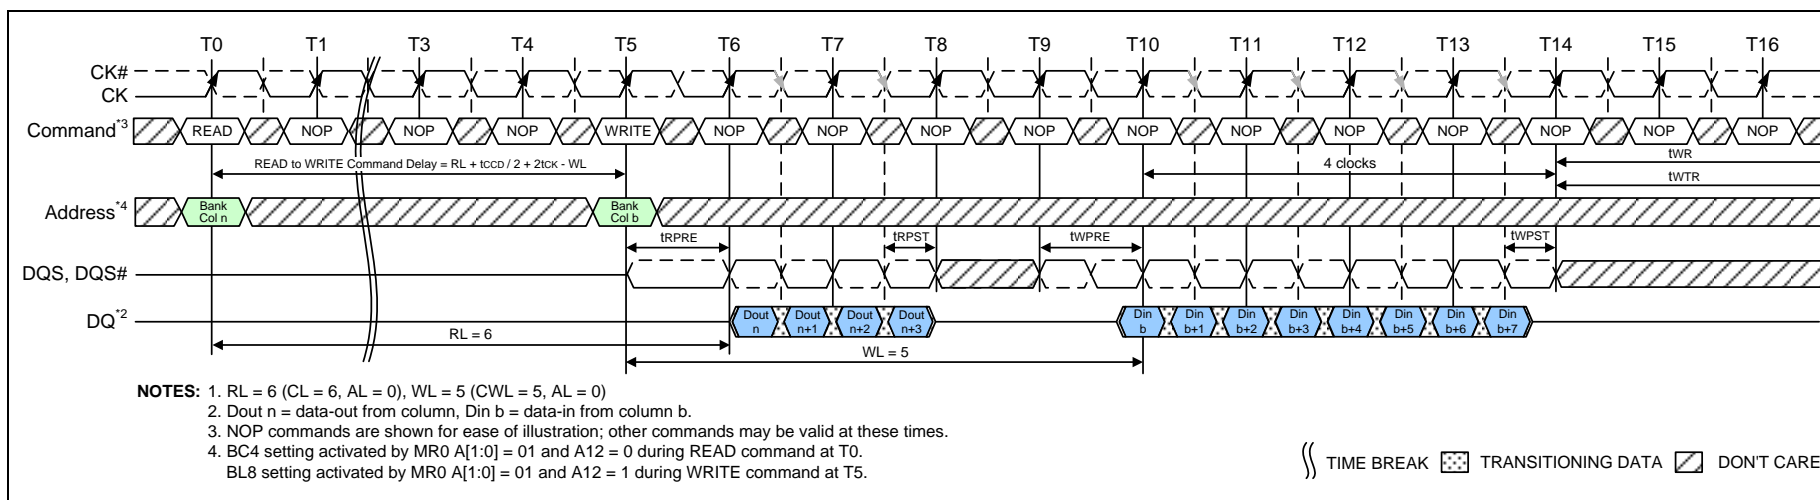 T0 T1 T3 T4 T5 T6 T7 T8 T9 T10 T11 T12 T13 T14 T15 T16
CK#
CK
Command*3 READ NOP NOP NOP WRITE NOP NOP NOP NOP NOP NOP NOP NOP NOP NOP NOP
READ to WRITE Command Delay = RL + tCCD / 2 + 2tCK - WL 4 clocks tWR
tWTR
Address*4 Bank Col n Bank Col b
tRPRE tRPST tWPRE tWPST
DQS, DQS#
DQ*2 Dout n Dout n+1 Dout n+2 Dout n+3 Din b Din b+1 Din b+2 Din b+3 Din b+4 Din b+5 Din b+6 Din b+7
RL = 6
WL = 5
NOTES: 1. RL = 6 (CL = 6, AL = 0), WL = 5 (CWL = 5, AL = 0)
2. Dout n = data-out from column, Din b = data-in from column b.
3. NOP commands are shown for ease of illustration; other commands may be valid at these times.
4. BC4 setting activated by MR0 A[1:0] = 01 and A12 = 0 during READ command at T0.
BL8 setting activated by MR0 A[1:0] = 01 and A12 = 1 during WRITE command at T5.
TIME BREAK TRANSITIONING DATA DON'T CARE